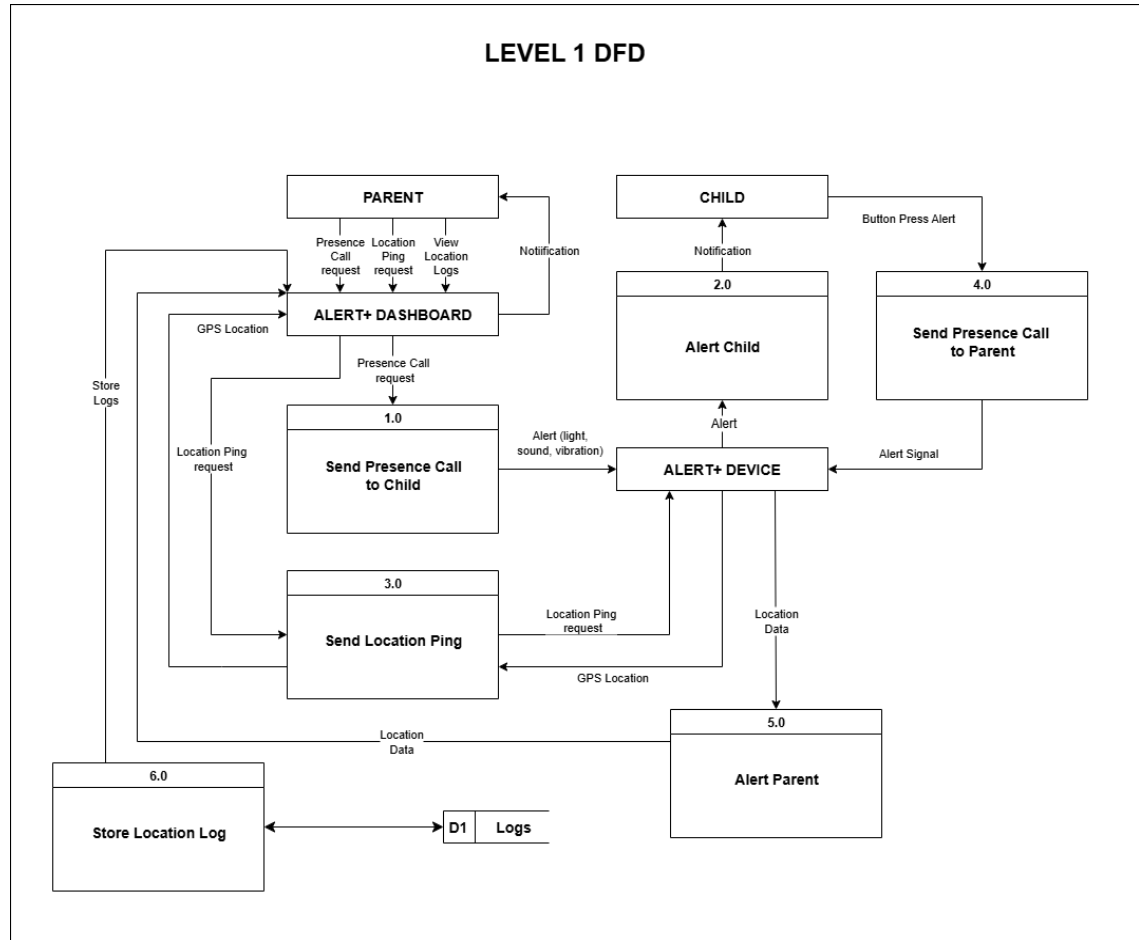 LEVEL 1 DFD
PARENT
CHILD
Button Press Alert
Presence
Call
request
Location
Ping
request
View
Location
Logs
Notiification
Notification
2.0
Alert Child
4.0
Send Presence Call
to Parent
ALERT+ DASHBOARD
GPS Location
Presence Call
request
Store
Logs
1.0
Send Presence Call
to Child
Alert (light,
sound, vibration)
Alert
ALERT+ DEVICE
Alert Signal
Location Ping
request
3.0
Send Location Ping
Location Ping
request
GPS Location
Location
Data
5.0
Alert Parent
Location
Data
6.0
Store Location Log
D1
Logs